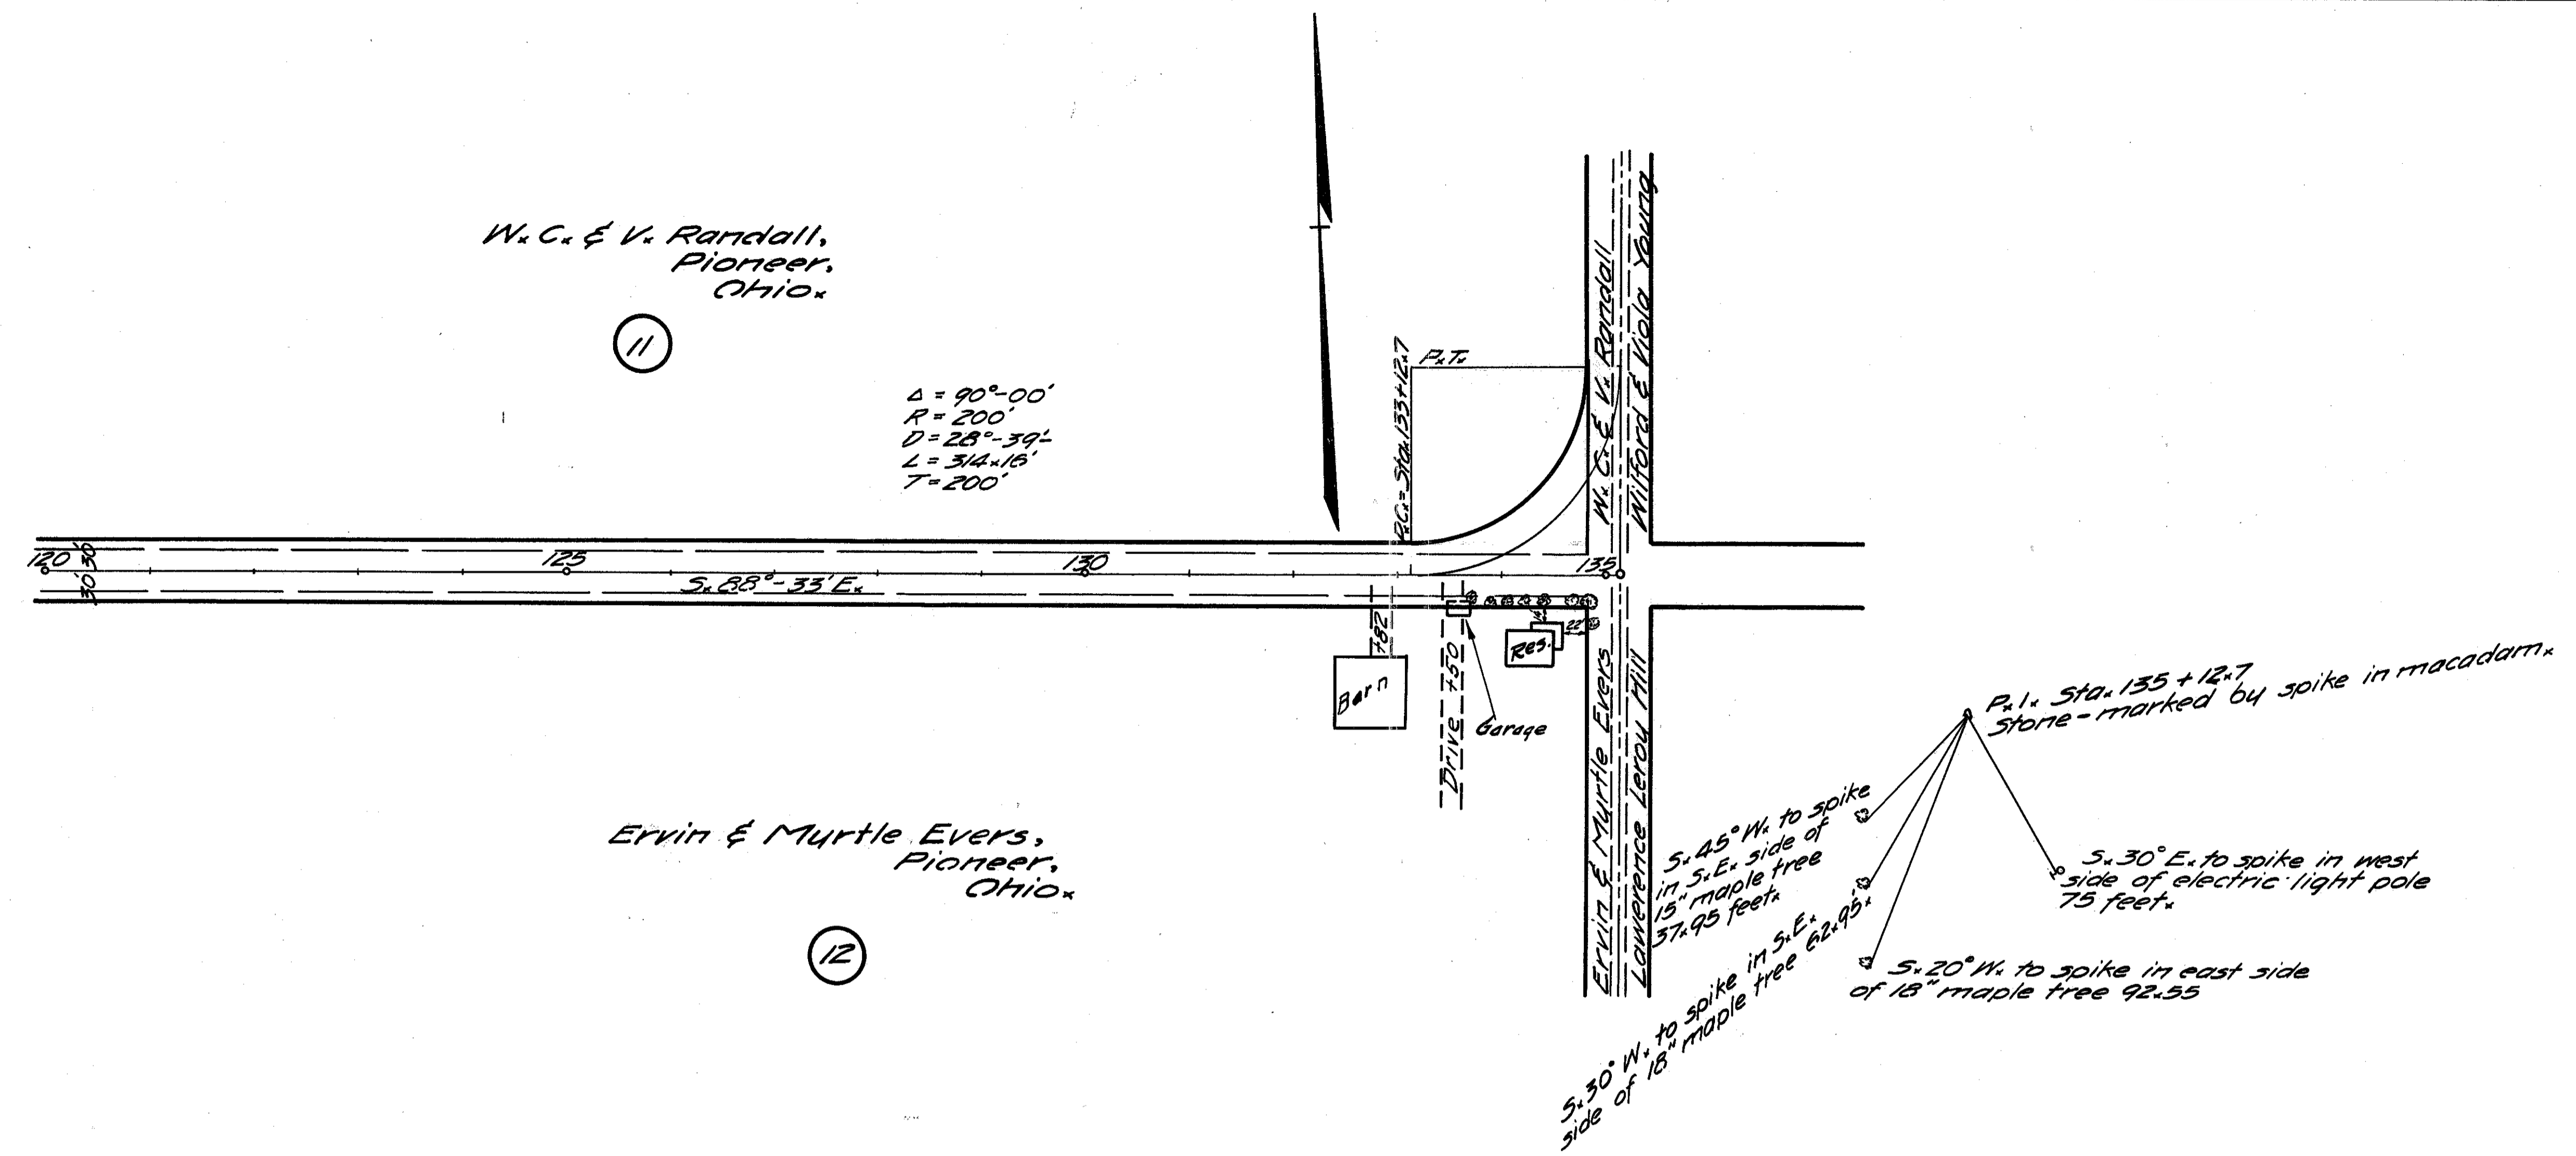 W. C. & V. Randall,
Pioneer,
Ohio.
11
Δ = 90°-00'
R = 200'
D = 28°-39'
L = 314.16'
T = 200'
P.C. = Sta. 133+12.7
P.T.
W. C. & V. Randall
Wilford & Viola Young
120
30'
30'
125
130
135
S. 88°-33' E.
+82
Barn
Drive +50
Garage
Res.
22'
Ervin & Myrtle Evers
Lawerence Leroy Hill
Ervin & Myrtle Evers,
Pioneer,
Ohio.
12
P.I. Sta. 135 + 12.7
Stone-marked by spike in macadam.
S. 45° W. to spike
in S.E. side of
15" maple tree
37.95 feet.
S. 30° E. to spike in west
side of electric light pole
75 feet.
S. 20° W. to spike in east side
of 18" maple tree 92.55
S. 30° W. to spike in S.E.
side of 18" maple tree 62.95'.